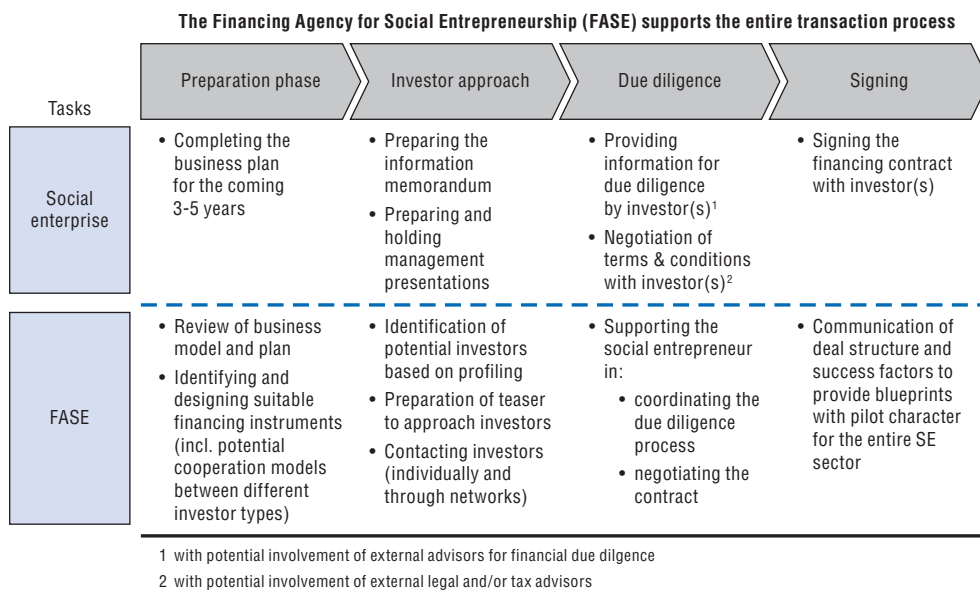 The Financing Agency for Social Entrepreneurship (FASE) supports the entire transaction process
Preparation phase
Investor approach
Due diligence
Signing
Tasks
Social
enterprise
• Completing the
business plan
for the coming
3-5 years
• Preparing the
information
memorandum
• Preparing and
holding
management
presentations
• Providing
information for
due diligence
by investor(s)¹
• Negotiation of
terms & conditions
with investor(s)²
• Signing the
financing contract
with investor(s)
FASE
• Review of business
model and plan
• Identifying and
designing suitable
financing instruments
(incl. potential
cooperation models
between different
investor types)
• Identification of
potential investors
based on profiling
• Preparation of teaser
to approach investors
• Contacting investors
(individually and
through networks)
• Supporting the
social entrepreneur
in:
• coordinating the
due diligence
process
• negotiating the
contract
• Communication of
deal structure and
success factors to
provide blueprints
with pilot character
for the entire SE
sector
1 with potential involvement of external advisors for financial due dilgence
2 with potential involvement of external legal and/or tax advisors